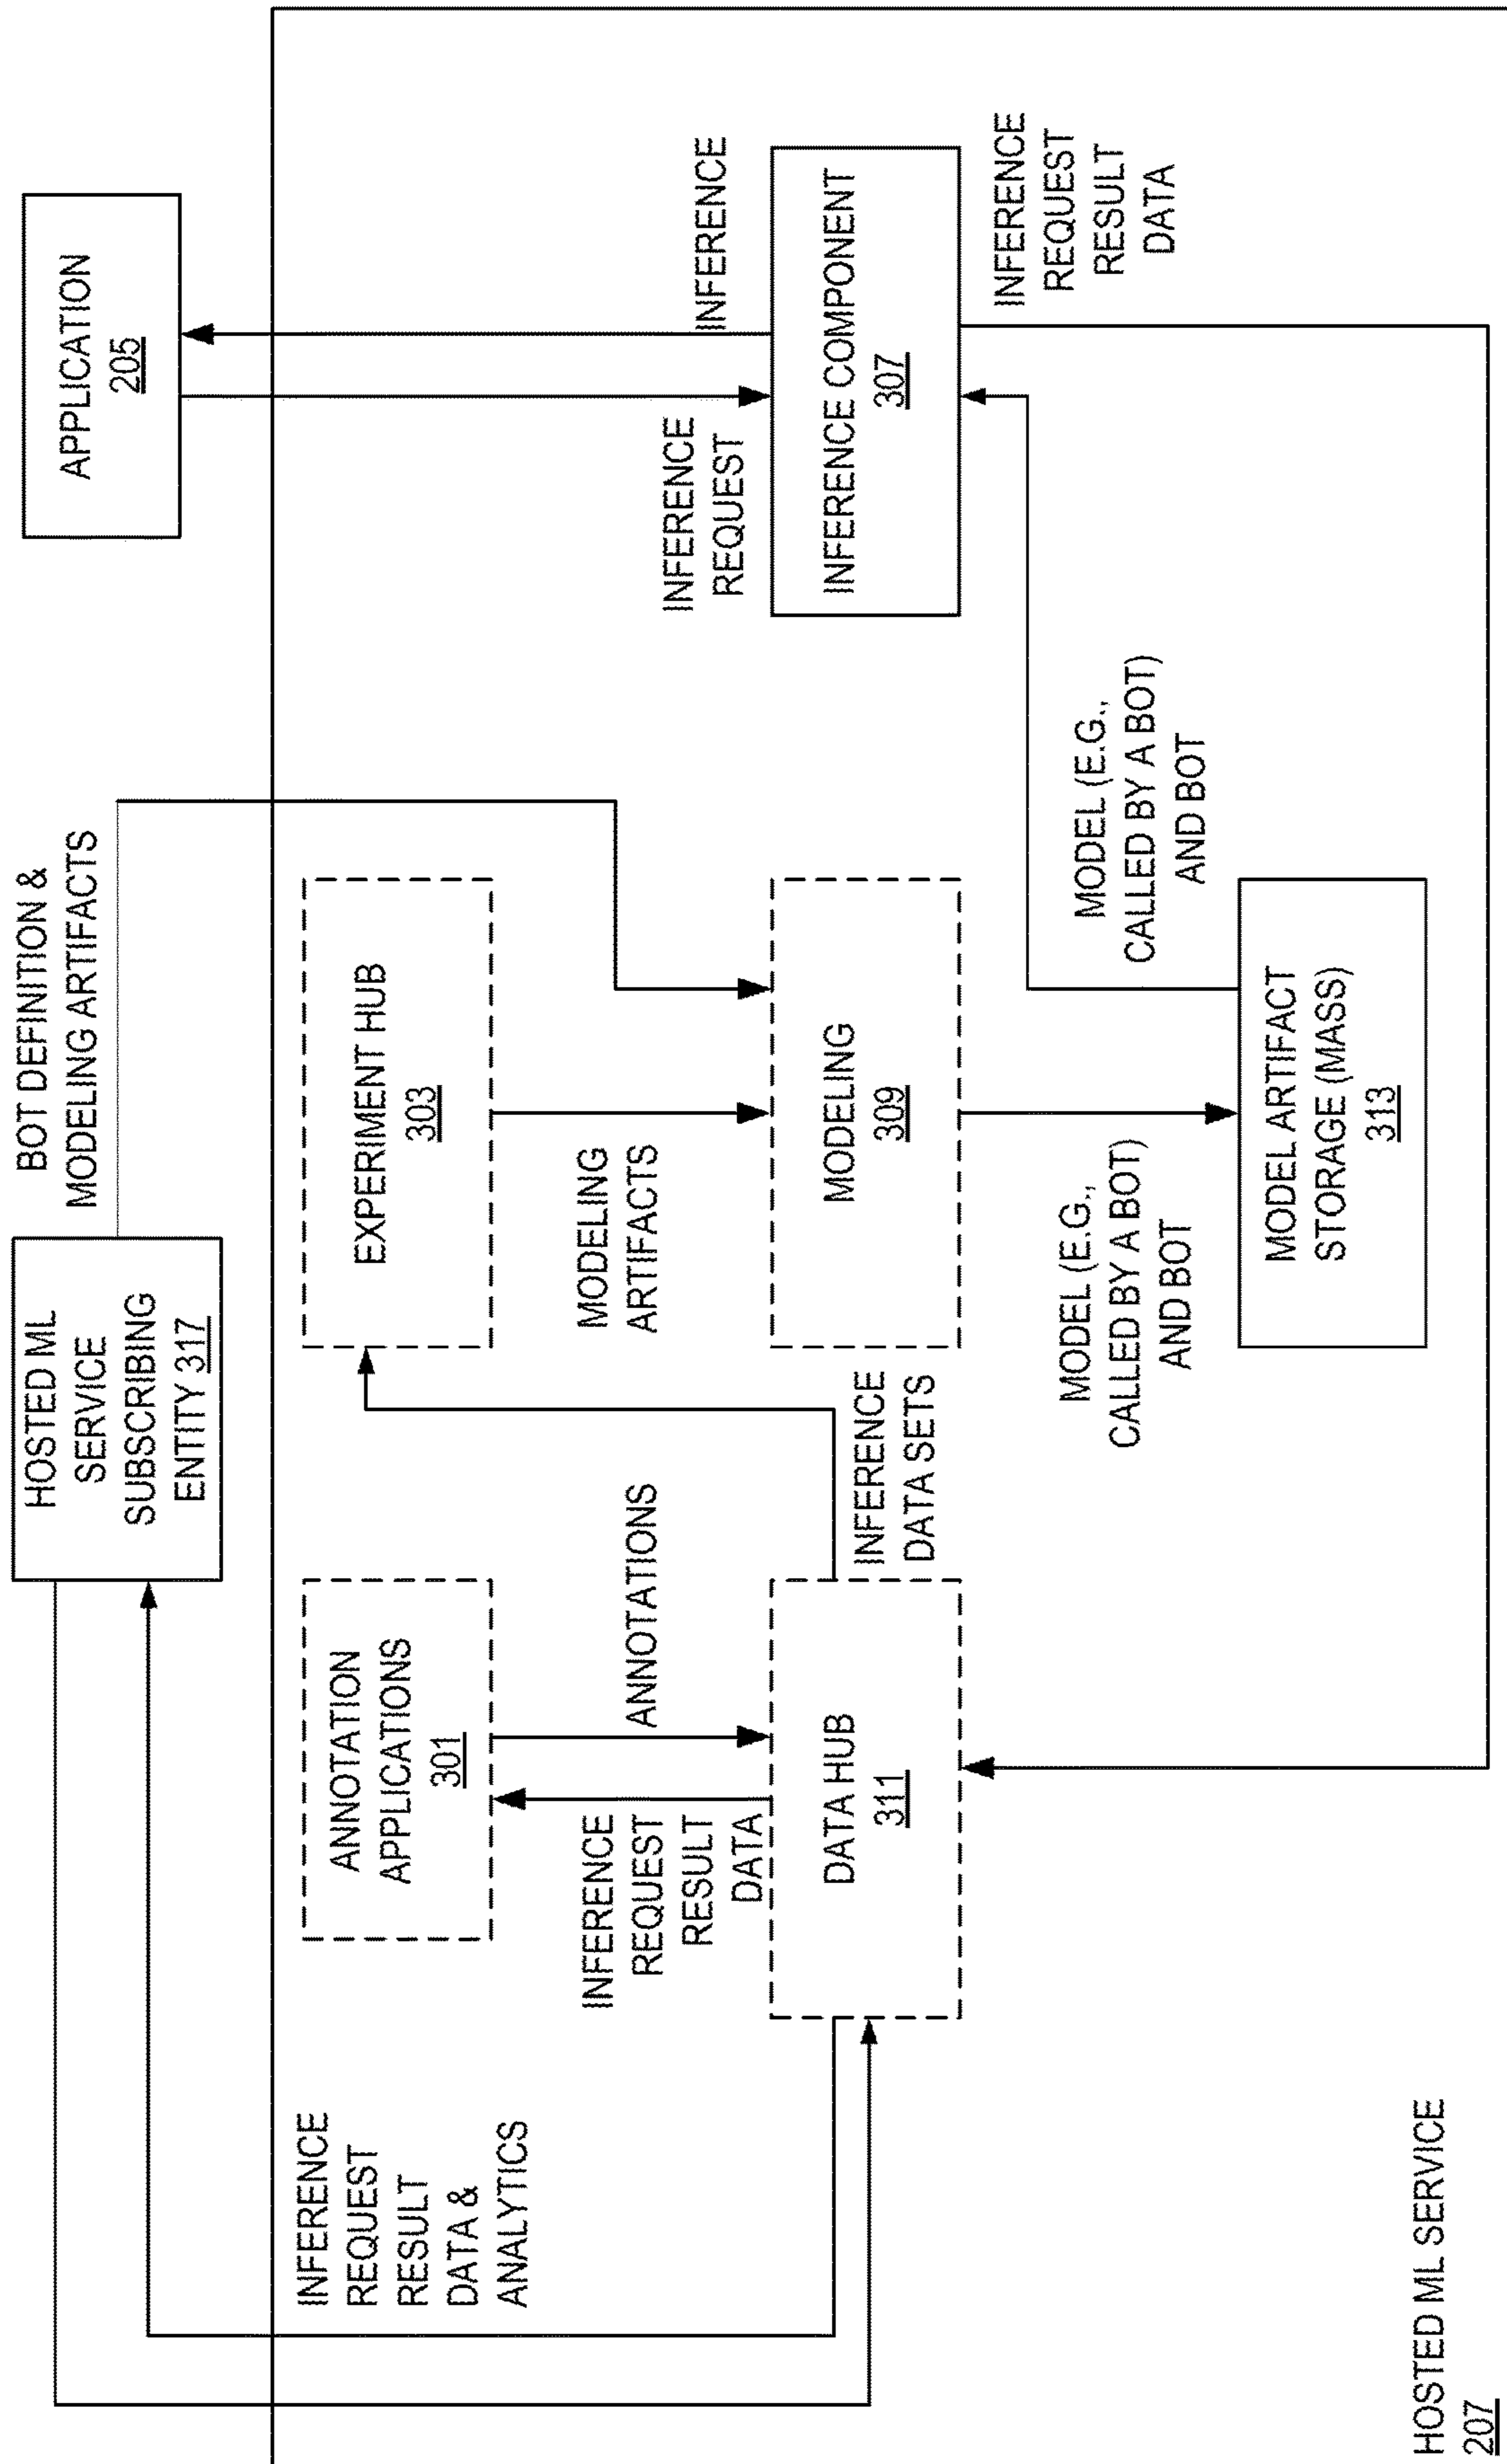 HOSTED ML
SERVICE
SUBSCRIBING
ENTITY 317
BOT DEFINITION &
MODELING ARTIFACTS
APPLICATION
205
INFERENCE
REQUEST
RESULT
DATA &
ANALYTICS
ANNOTATION
APPLICATIONS
301
EXPERIMENT HUB
303
INFERENCE
REQUEST
RESULT
DATA
ANNOTATIONS
MODELING
ARTIFACTS
INFERENCE
REQUEST
INFERENCE
DATA HUB
311
INFERENCE
DATA SETS
MODELING
309
INFERENCE COMPONENT
307
INFERENCE
REQUEST
RESULT
DATA
MODEL (E.G.,
CALLED BY A BOT)
AND BOT
MODEL (E.G.,
CALLED BY A BOT)
AND BOT
MODEL ARTIFACT
STORAGE (MASS)
313
HOSTED ML SERVICE
207